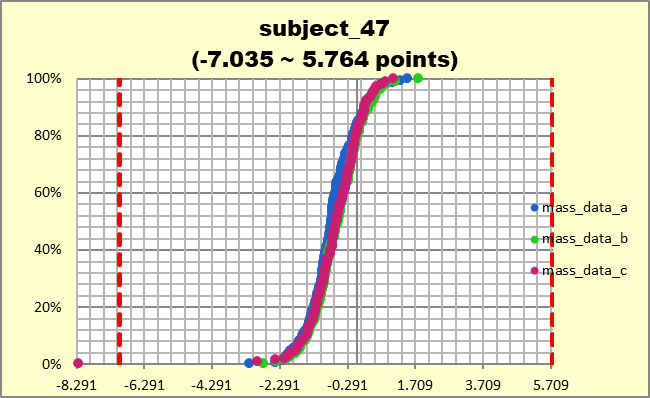 subject_47
(-7.035 ~ 5.764 points)
100%
80%
60%
40%
20%
0%
mass_data_a
mass_data_b
mass_data_c
-8.291 -6.291 -4.291 -2.291 -0.291 1.709 3.709 5.709